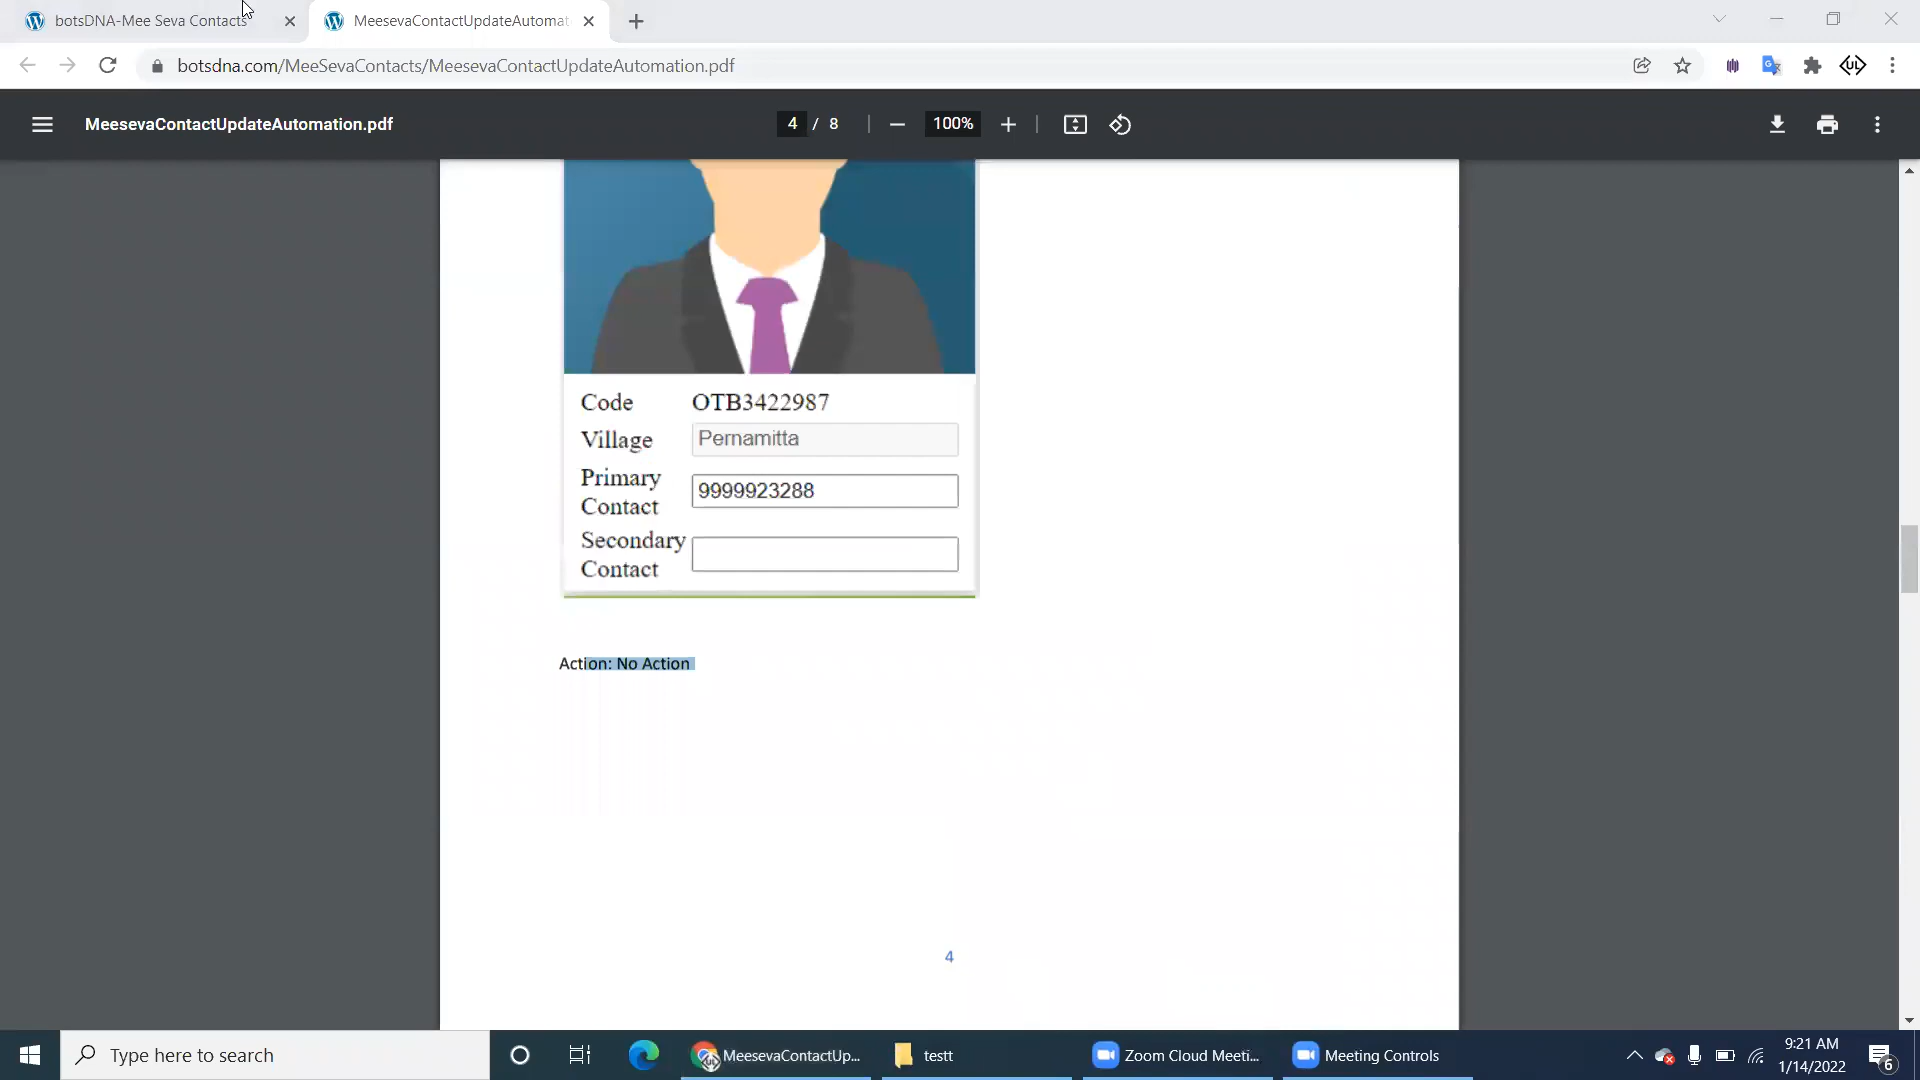 botsDNA-Mee Seva Contacts
MeesevaContactUpdateAutomat
botsdna.com/MeeSevaContacts/MeesevaContactUpdateAutomation.pdf
MeesevaContactUpdateAutomation.pdf
4 / 8
100%
Code OTB3422987
Village Pernamitta
Primary Contact 9999923288
Secondary Contact
Action: No Action
4
Type here to search
MeesevaContactUp...
testt
Zoom Cloud Meeti...
Meeting Controls
9:21 AM
1/14/2022
6